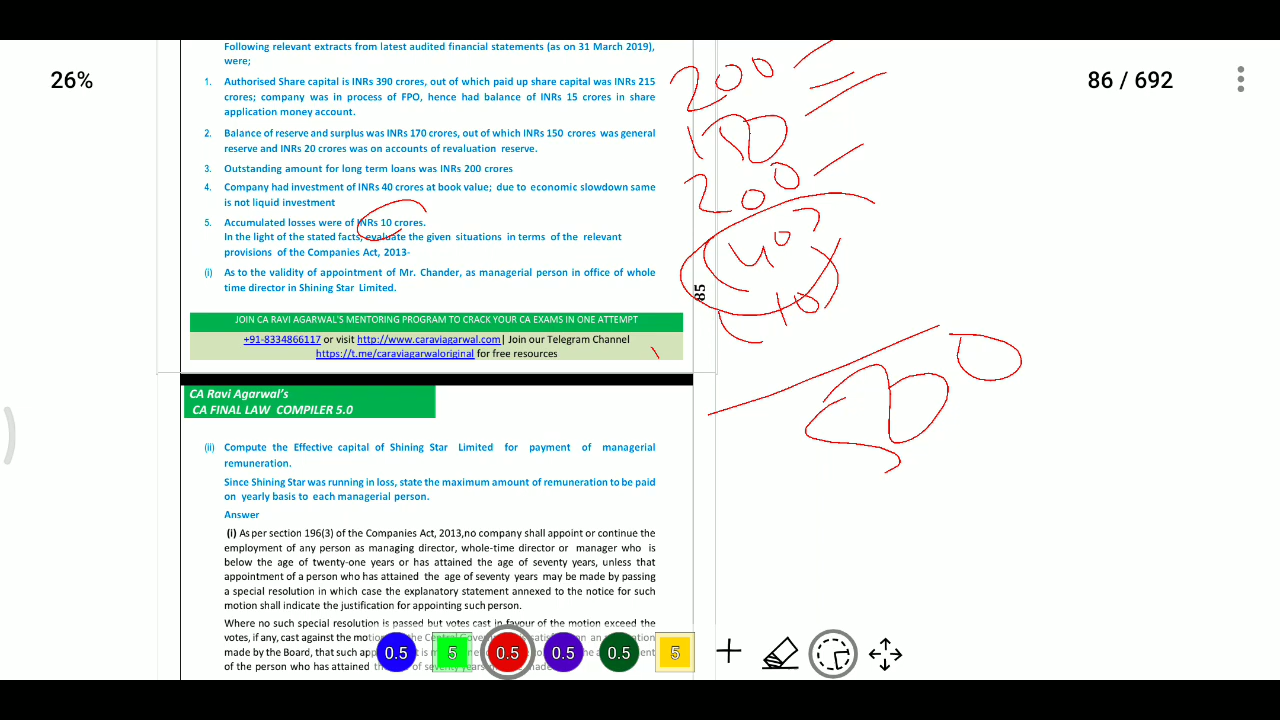 26%
86 / 692
Following relevant extracts from latest audited financial statements (as on 31 March 2019),
were;
1. Authorised Share capital is INRs 390 crores, out of which paid up share capital was INRs 215
crores; company was in process of FPO, hence had balance of INRs 15 crores in share
application money account.
2. Balance of reserve and surplus was INRs 170 crores, out of which INRs 150 crores was general
reserve and INRs 20 crores was on accounts of revaluation reserve.
3. Outstanding amount for long term loans was INRs 200 crores
4. Company had investment of INRs 40 crores at book value; due to economic slowdown same
is not liquid investment
5. Accumulated losses were of INRs 10 crores.
In the light of the stated facts, evaluate the given situations in terms of the relevant
provisions of the Companies Act, 2013-
(i) As to the validity of appointment of Mr. Chander, as managerial person in office of whole
time director in Shining Star Limited.
200
150
200
40
(10)
500
85
JOIN CA RAVI AGARWAL'S MENTORING PROGRAM TO CRACK YOUR CA EXAMS IN ONE ATTEMPT
+91-8334866117 or visit http://www.caraviagarwal.com| Join our Telegram Channel
https://t.me/caraviagarwaloriginal for free resources
CA Ravi Agarwal's
CA FINAL LAW COMPILER 5.0
(ii) Compute the Effective capital of Shining Star Limited for payment of managerial
remuneration.
Since Shining Star was running in loss, state the maximum amount of remuneration to be paid
on yearly basis to each managerial person.
Answer
(i) As per section 196(3) of the Companies Act, 2013,no company shall appoint or continue the
employment of any person as managing director, whole-time director or manager who is
below the age of twenty-one years or has attained the age of seventy years, unless that
appointment of a person who has attained the age of seventy years may be made by passing
a special resolution in which case the explanatory statement annexed to the notice for such
motion shall indicate the justification for appointing such person.
Where no such special resolution is passed but votes cast in favour of the motion exceed the
votes, if any, cast against the motion the Central Gove
made by the Board, that such
of the person who has attained
0.5 5 0.5 0.5 0.5 5